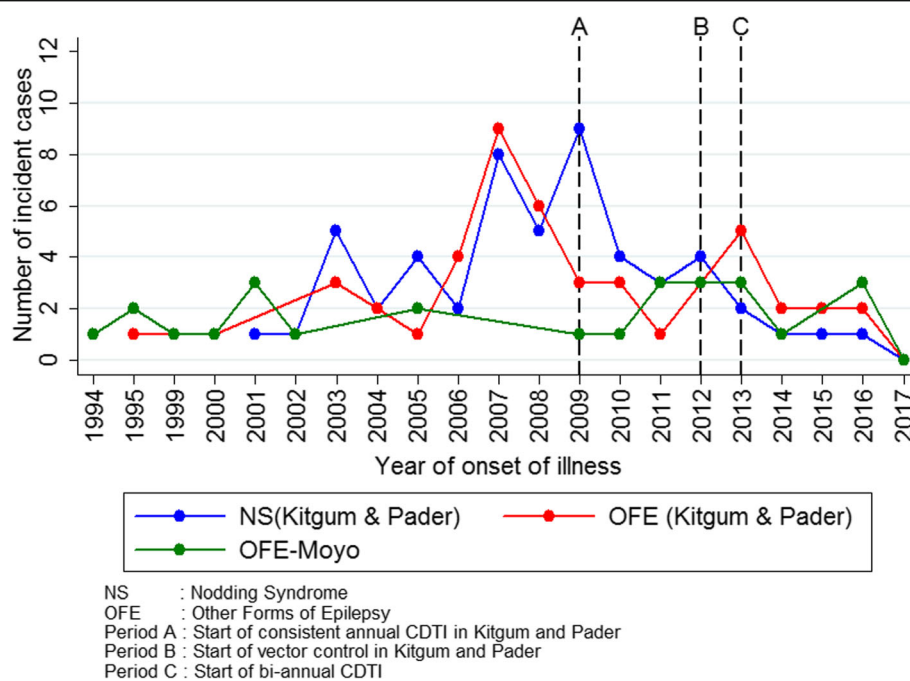 A B C
12
10
8
6
4
2
0
Number of incident cases
1994 1995 1999 2000 2001 2002 2003 2004 2005 2006 2007 2008 2009 2010 2011 2012 2013 2014 2015 2016 2017
Year of onset of illness
NS(Kitgum & Pader) OFE (Kitgum & Pader)
OFE-Moyo
NS : Nodding Syndrome
OFE : Other Forms of Epilepsy
Period A : Start of consistent annual CDTI in Kitgum and Pader
Period B : Start of vector control in Kitgum and Pader
Period C : Start of bi-annual CDTI